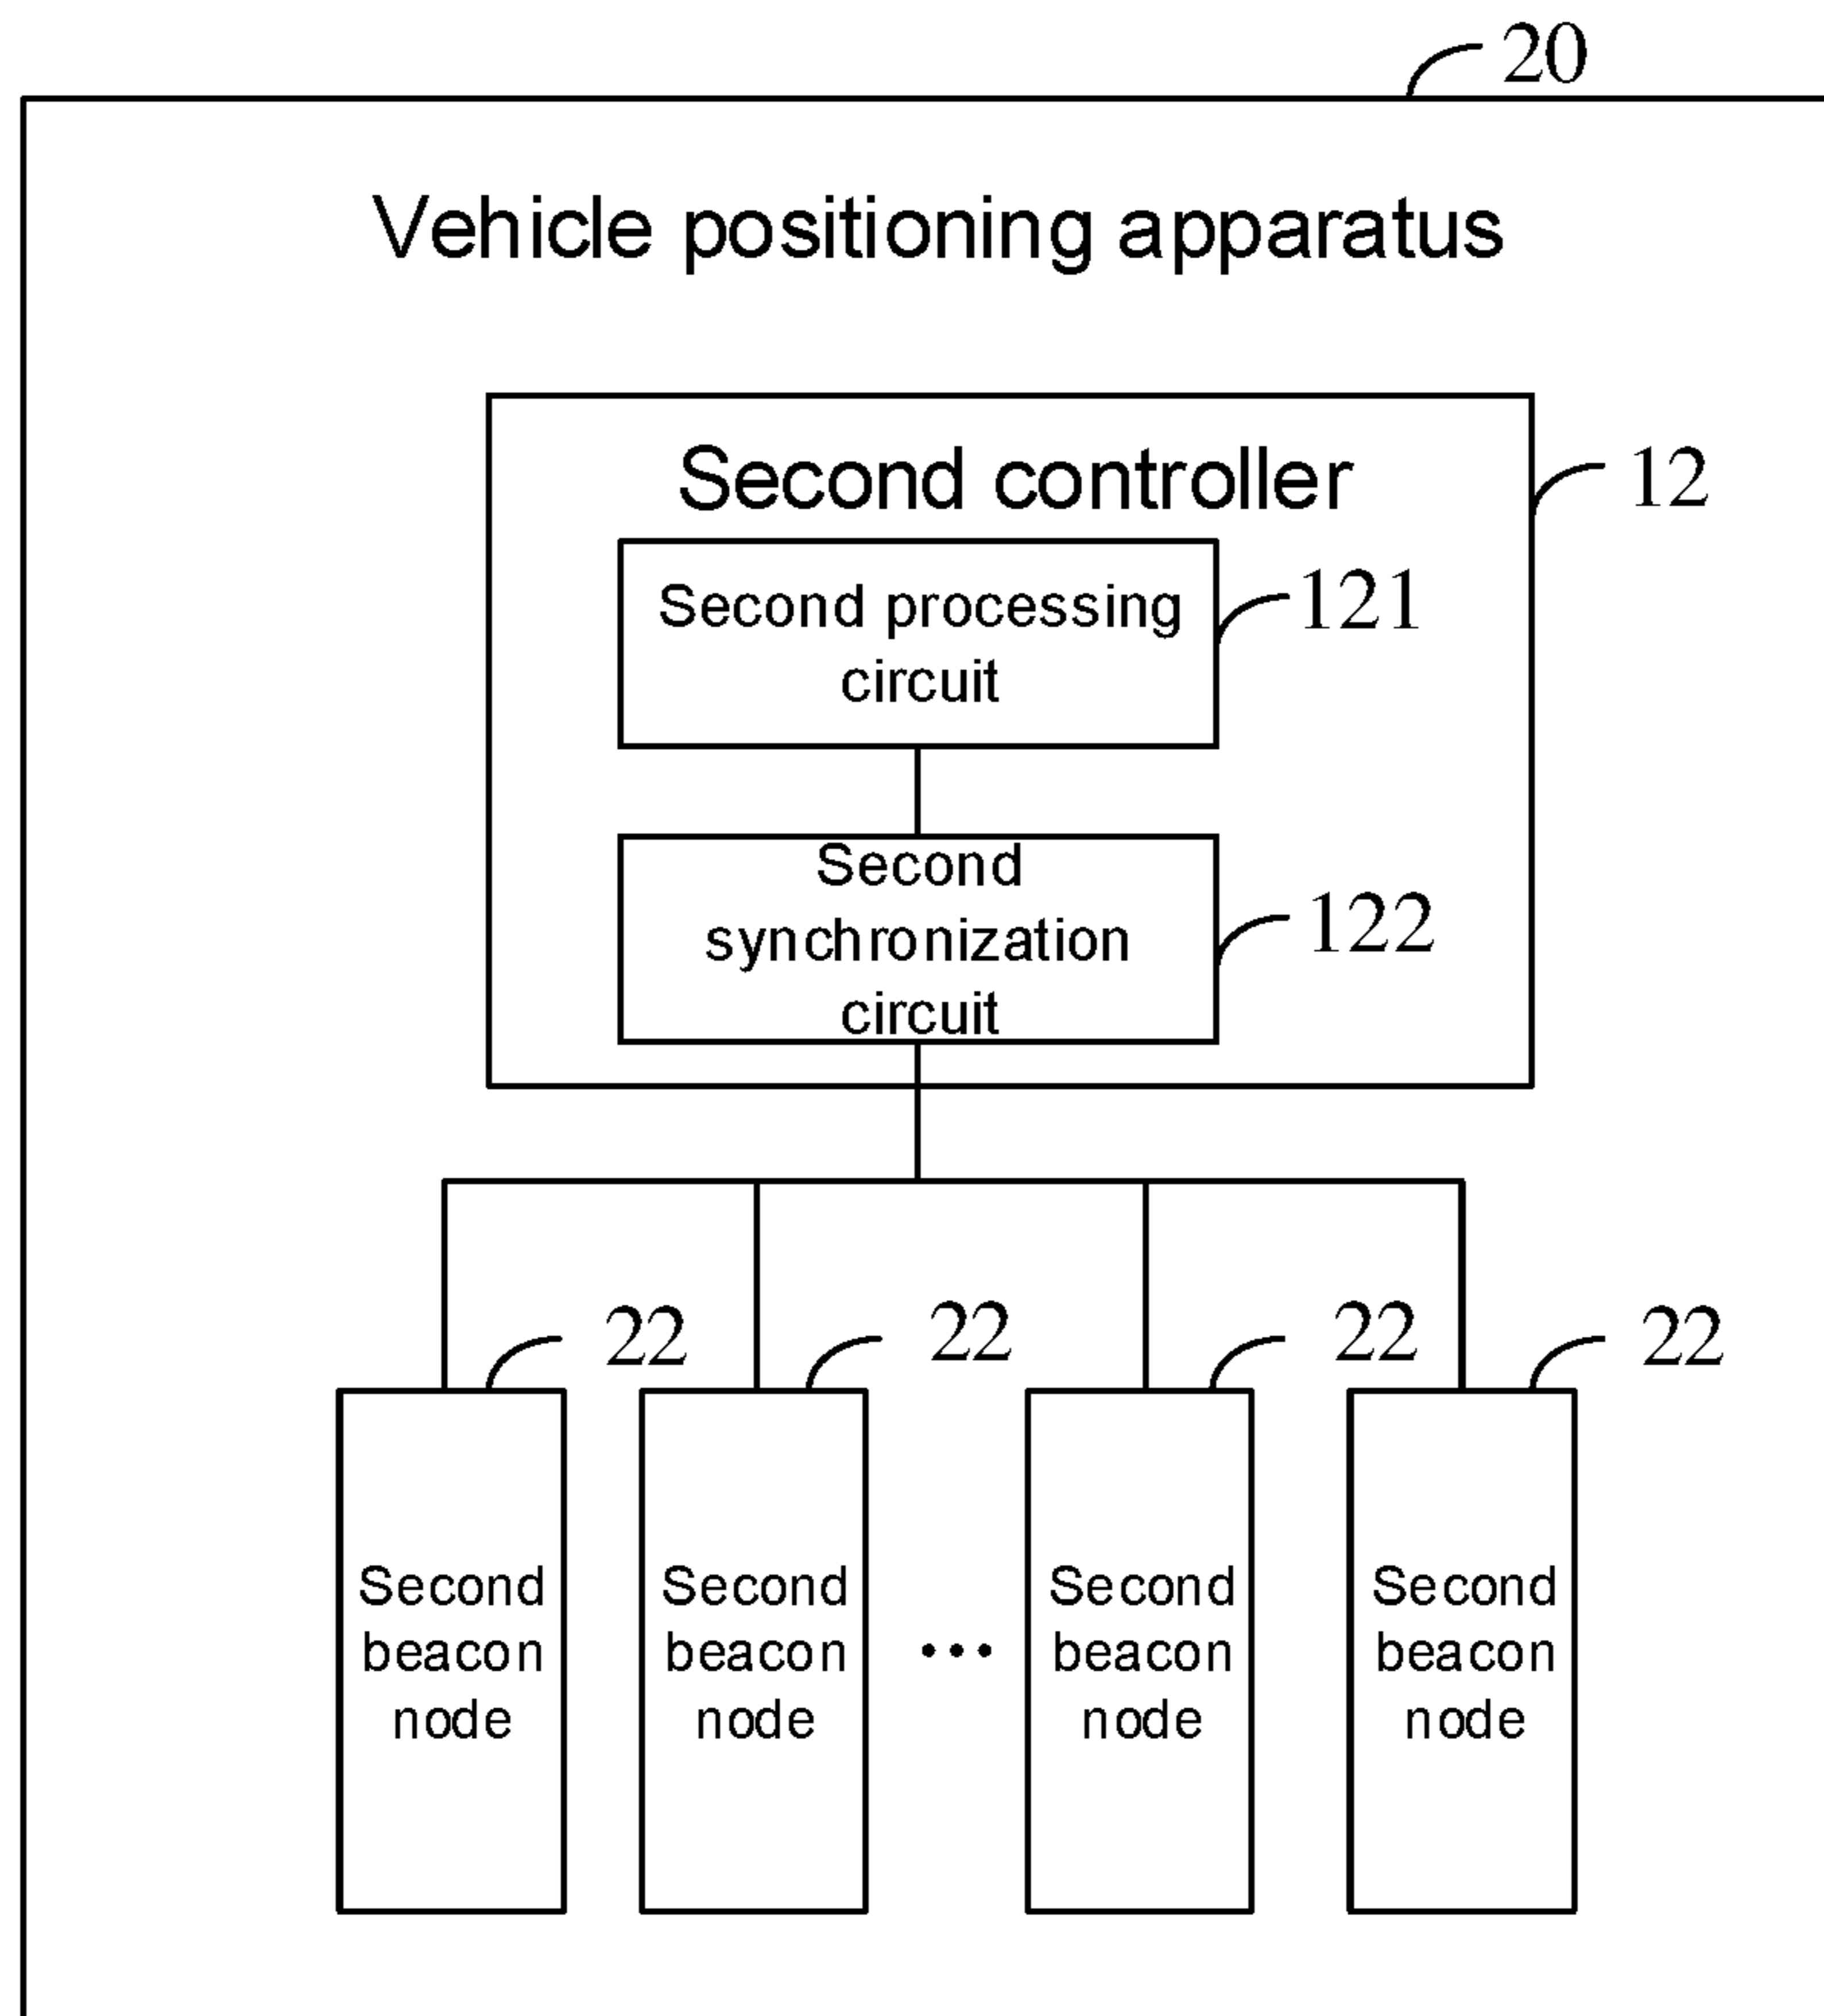 20
Vehicle positioning apparatus
Second controller
12
Second processing
circuit
121
Second
synchronization
circuit
122
22
22
22
22
Second
beacon
node
Second
beacon
node
...
Second
beacon
node
Second
beacon
node